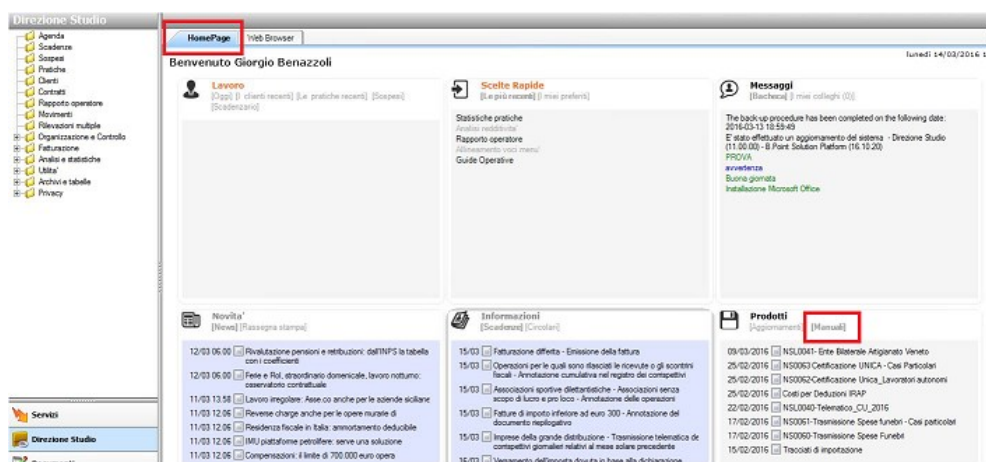 Direzione Studio
Agenda
Scadenze
Sospesi
Pratiche
Clienti
Contratti
Rapporto operatore
Movimenti
Rilevazioni multiple
Organizzazione e Controllo
Fatturazione
Analisi e statistiche
Utilita'
Archivi e tabelle
Privacy
Servizi
Direzione Studio
HomePage
Web Browser
lunedì 14/03/2016
Benvenuto Giorgio Benazzoli
Lavoro
[Oggi] [I clienti recenti] [Le pratiche recenti] [Sospesi]
[Scadenzario]
Scelte Rapide
[Le più recenti] [I miei preferiti]
Statistiche pratiche
Analisi redditivita'
Rapporto operatore
Allineamento voci menu'
Guide Operative
Messaggi
[Bacheca] [I miei colleghi (0)]
The back-up procedure has been completed on the following date:
2016-03-13 18:59:49
E' stato effettuato un aggiornamento del sistema - Direzione Studio
(11.00.00) - B.Point Solution Platform (16.10.20)
PROVA
avvertenza
Buona giornata
Installazione Microsoft Office
Novita'
[News] [Rassegna stampa]
12/03 06.00 Rivalutazione pensioni e retribuzioni: dall'INPS la tabella
con i coefficienti
12/03 06.00 Ferie e Rol, straordinario domenicale, lavoro notturno:
osservatorio contrattuale
11/03 13.58 Lavoro irregolare: Asse.co anche per le aziende siciliane
11/03 12.06 Reverse charge anche per le opere murarie di
11/03 12.06 Residenza fiscale in Italia: ammortamento deducibile
11/03 12.06 IMU piattaforme petrolifere: serve una soluzione
11/03 12.06 Compensazioni: il limite di 700.000 euro opera
Informazioni
[Scadenze] [Circolari]
15/03 Fatturazione differita - Emissione della fattura
15/03 Operazioni per le quali sono rilasciati le ricevute o gli scontrini
fiscali - Annotazione cumulativa nel registro dei corrispettivi
15/03 Associazioni sportive dilettantistiche - Associazioni senza
scopo di lucro e pro loco - Annotazione delle operazioni
15/03 Fatture di importo inferiore ad euro 300 - Annotazione del
documento riepilogativo
15/03 Imprese della grande distribuzione - Trasmissione telematica dei
corrispettivi giornalieri relativi al mese solare precedente
16/03 Versamento dell'imposta dovuta in base alla dichiarazione
Prodotti
[Aggiornamenti] [Manuali]
09/03/2016 NSL0041- Ente Bilaterale Artigianato Veneto
25/02/2016 NS0063 Certificazione UNICA - Casi Particolari
25/02/2016 NS0062-Certificazione Unica_Lavoratori autonomi
25/02/2016 Costi per Deduzioni IRAP
22/02/2016 NSL0040-Telematico_CU_2016
17/02/2016 NS0061-Trasmissione Spese funebri - Casi particolari
17/02/2016 NS0060-Trasmissione Spese Funebri
15/02/2016 Tracciati di importazione